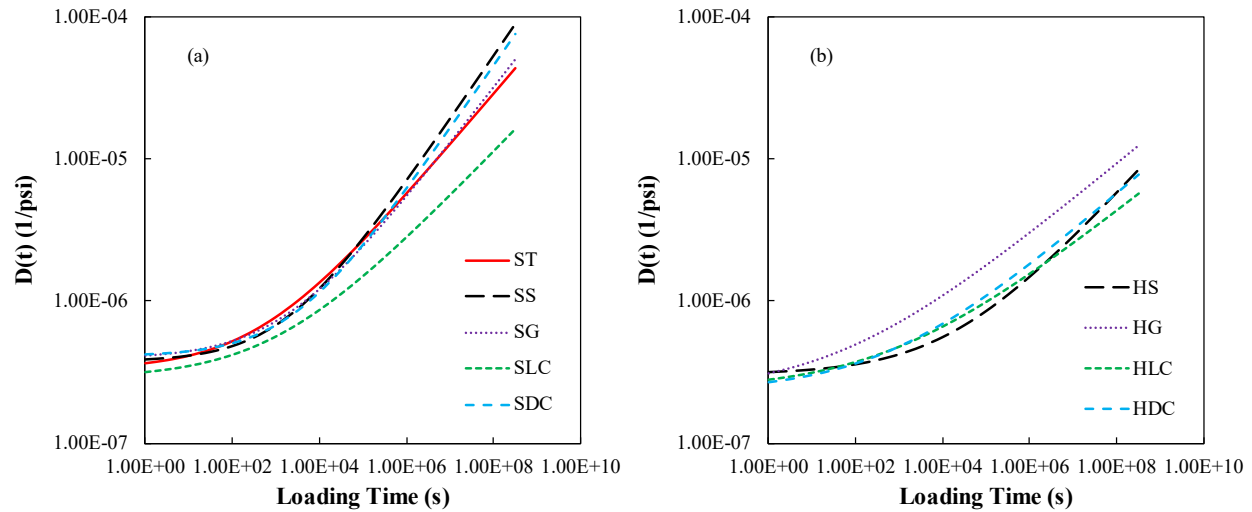 1.00E-04
(a)
1.00E-05
D(t) (1/psi)
1.00E-06
1.00E-07
ST
SS
SG
SLC
SDC
1.00E+00 1.00E+02 1.00E+04 1.00E+06 1.00E+08 1.00E+10
Loading Time (s)
1.00E-04
(b)
1.00E-05
D(t) (1/psi)
1.00E-06
1.00E-07
HS
HG
HLC
HDC
1.00E+00 1.00E+02 1.00E+04 1.00E+06 1.00E+08 1.00E+10
Loading Time (s)